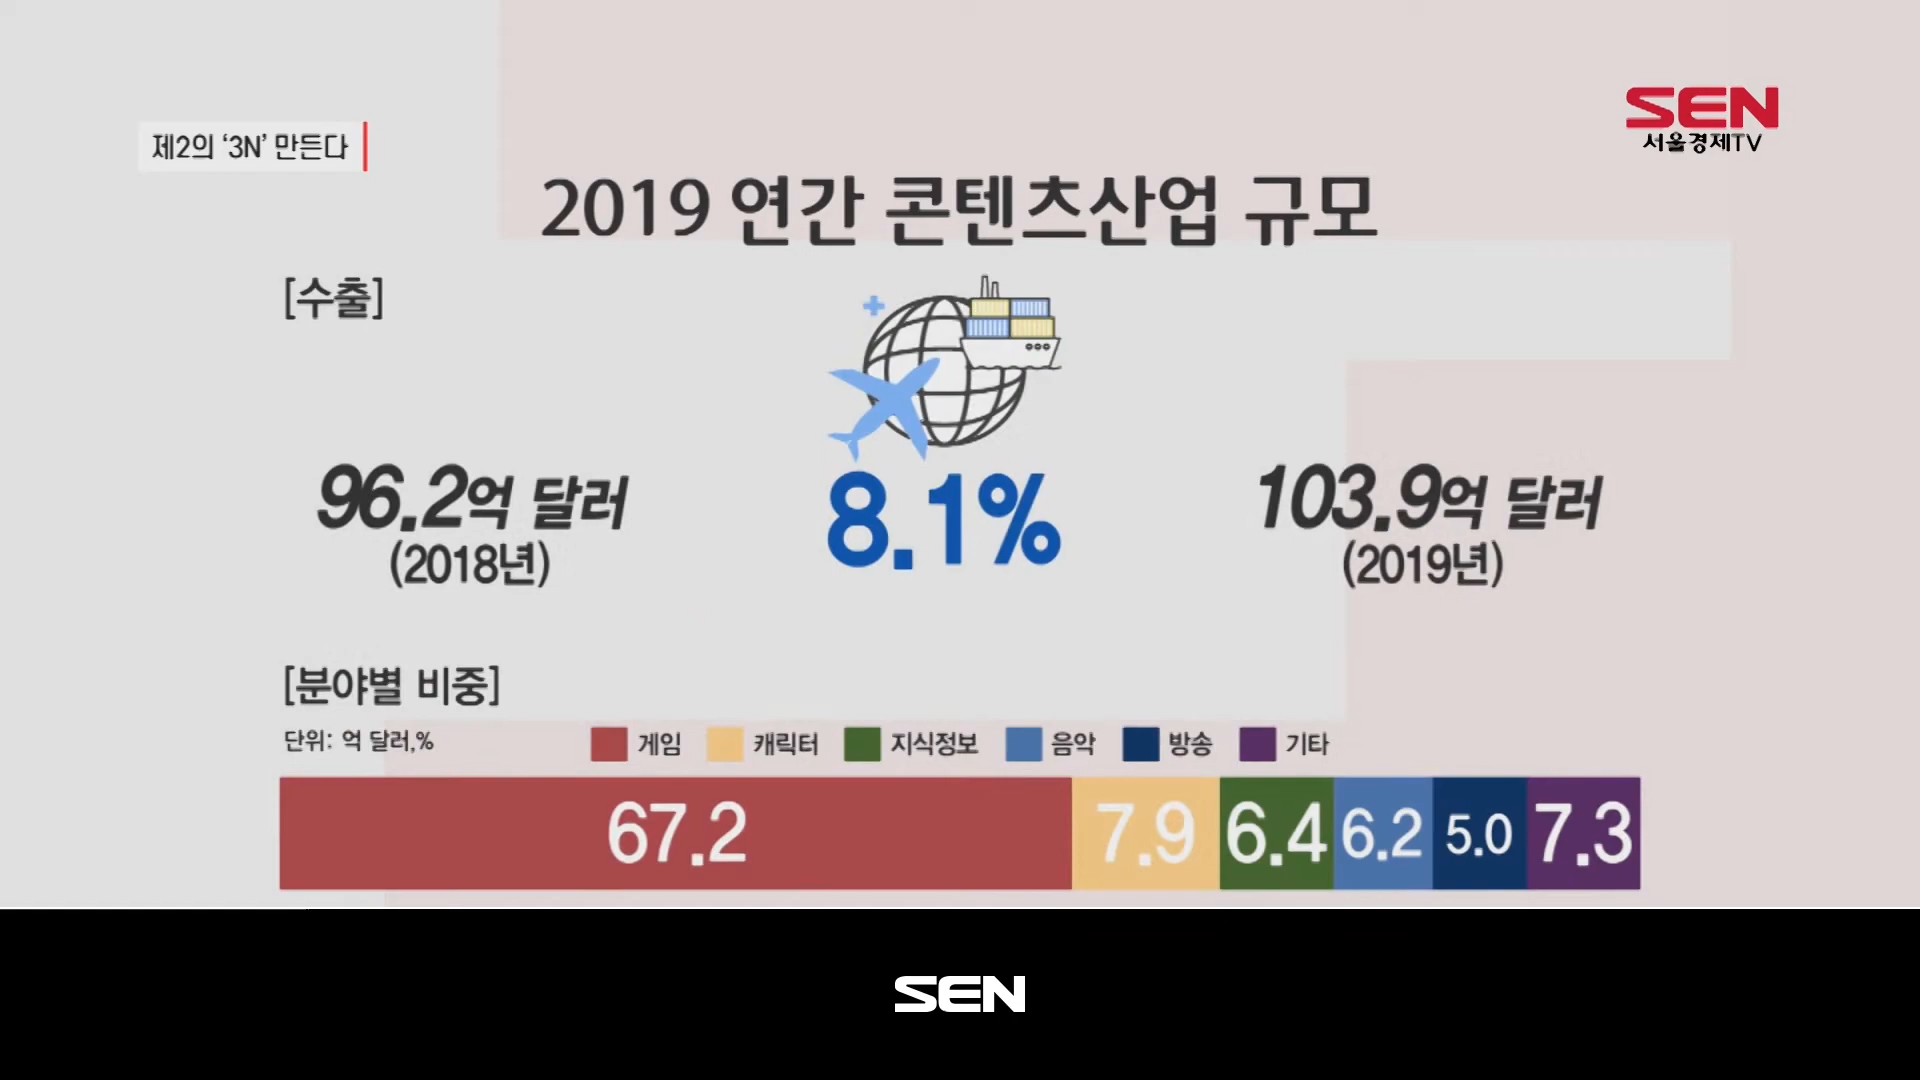 SEN
서울경제TV
제2의 ‘3N’ 만든다
2019 연간 콘텐츠산업 규모
[수출]
96.2억 달러
(2018년)
8.1%
103.9억 달러
(2019년)
[분야별 비중]
단위: 억 달러,%
게임 캐릭터 지식정보 음악 방송 기타
67.2 7.9 6.4 6.2 5.0 7.3
SEN